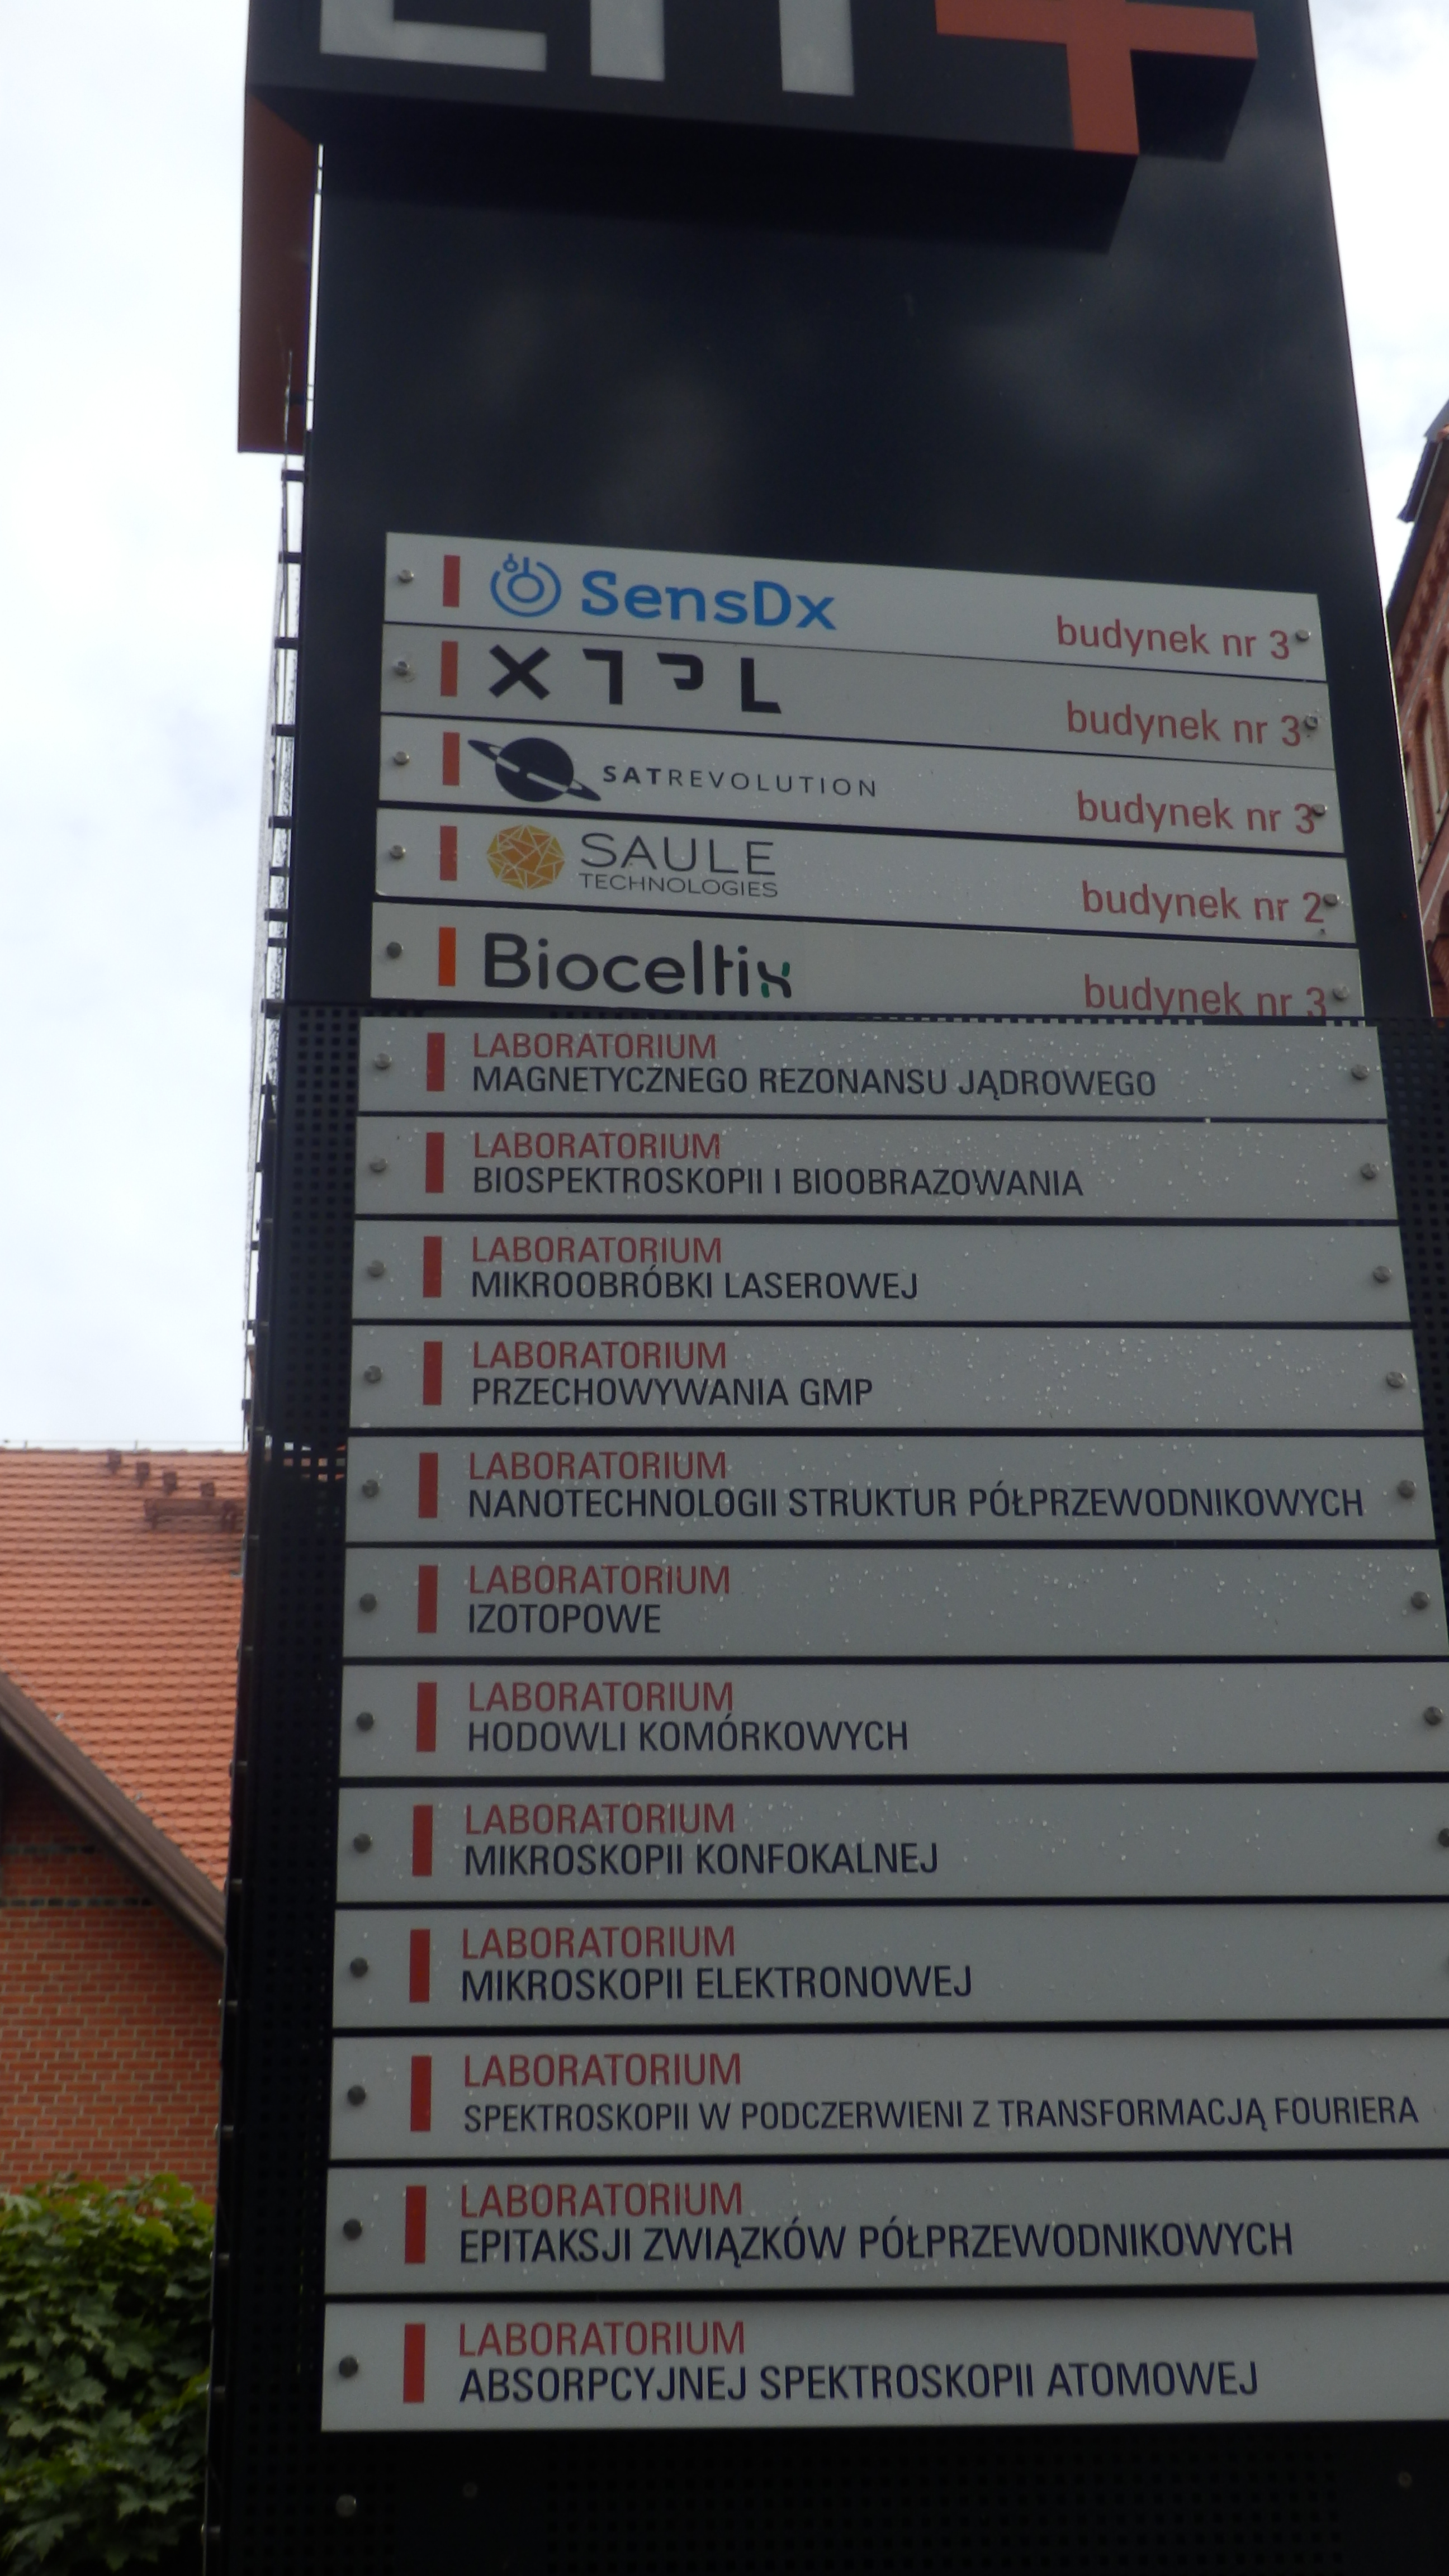 SensDx budynek nr 3
XTPL budynek nr 3
SATREVOLUTION budynek nr 3
SAULE
TECHNOLOGIES budynek nr 2
Bioceltix budynek nr 3
LABORATORIUM
MAGNETYCZNEGO REZONANSU JĄDROWEGO
LABORATORIUM
BIOSPEKTROSKOPII I BIOOBRAZOWANIA
LABORATORIUM
MIKROOBRÓBKI LASEROWEJ
LABORATORIUM
PRZECHOWYWANIA GMP
LABORATORIUM
NANOTECHNOLOGII STRUKTUR PÓŁPRZEWODNIKOWYCH
LABORATORIUM
IZOTOPOWE
LABORATORIUM
HODOWLI KOMÓRKOWYCH
LABORATORIUM
MIKROSKOPII KONFOKALNEJ
LABORATORIUM
MIKROSKOPII ELEKTRONOWEJ
LABORATORIUM
SPEKTROSKOPII W PODCZERWIENI Z TRANSFORMACJĄ FOURIERA
LABORATORIUM
EPITAKSJI ZWIĄZKÓW PÓŁPRZEWODNIKOWYCH
LABORATORIUM
ABSORPCYJNEJ SPEKTROSKOPII ATOMOWEJ